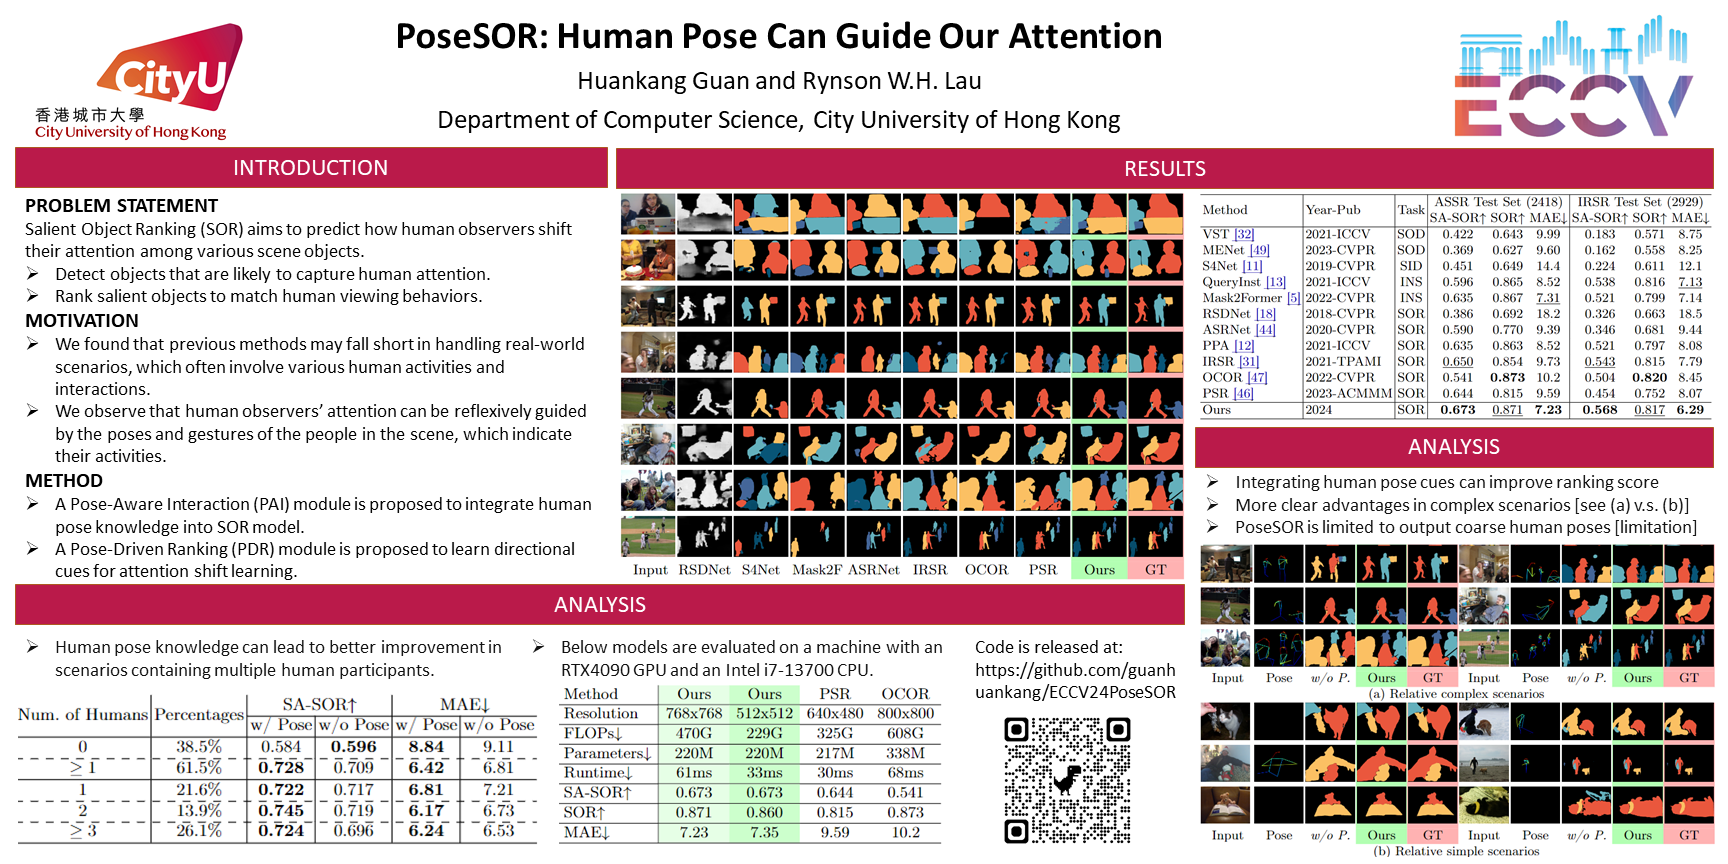 PoseSOR: Human Pose Can Guide Our Attention
Huankang Guan and Rynson W.H. Lau
Department of Computer Science, City University of Hong Kong
CityU
香港城市大學
City University of Hong Kong
ECCV
INTRODUCTION
PROBLEM STATEMENT
Salient Object Ranking (SOR) aims to predict how human observers shift
their attention among various scene objects.
➢ Detect objects that are likely to capture human attention.
➢ Rank salient objects to match human viewing behaviors.
MOTIVATION
➢ We found that previous methods may fall short in handling real-world
scenarios, which often involve various human activities and
interactions.
➢ We observe that human observers' attention can be reflexively guided
by the poses and gestures of the people in the scene, which indicate
their activities.
METHOD
➢ A Pose-Aware Interaction (PAI) module is proposed to integrate human
pose knowledge into SOR model.
➢ A Pose-Driven Ranking (PDR) module is proposed to learn directional
cues for attention shift learning.
RESULTS
Input RSDNet S4Net Mask2F ASRNet IRSR OCOR PSR Ours GT
Method Year-Pub Task ASSR Test Set (2418) IRSR Test Set (2929)
SA-SOR↑ SOR↑ MAE↓ SA-SOR↑ SOR↑ MAE↓
VST [32] 2021-ICCV SOD 0.422 0.643 9.99 0.183 0.571 8.75
MENet [49] 2023-CVPR SOD 0.369 0.627 9.60 0.162 0.558 8.25
S4Net [11] 2019-CVPR SID 0.451 0.649 14.4 0.224 0.611 12.1
QueryInst [13] 2021-ICCV INS 0.596 0.865 8.52 0.538 0.816 7.13
Mask2Former [5] 2022-CVPR INS 0.635 0.867 7.31 0.521 0.799 7.14
RSDNet [18] 2018-CVPR SOR 0.386 0.692 18.2 0.326 0.663 18.5
ASRNet [44] 2020-CVPR SOR 0.590 0.770 9.39 0.346 0.681 9.44
PPA [12] 2021-ICCV SOR 0.635 0.863 8.52 0.521 0.797 8.08
IRSR [31] 2021-TPAMI SOR 0.650 0.854 9.73 0.543 0.815 7.79
OCOR [47] 2022-CVPR SOR 0.541 0.873 10.2 0.504 0.820 8.45
PSR [46] 2023-ACMMM SOR 0.644 0.815 9.59 0.454 0.752 8.07
Ours 2024 SOR 0.673 0.871 7.23 0.568 0.817 6.29
ANALYSIS
➢ Integrating human pose cues can improve ranking score
➢ More clear advantages in complex scenarios [see (a) v.s. (b)]
➢ PoseSOR is limited to output coarse human poses [limitation]
Input Pose w/o P. Ours GT Input Pose w/o P. Ours GT
(a) Relative complex scenarios
Input Pose w/o P. Ours GT Input Pose w/o P. Ours GT
(b) Relative simple scenarios
ANALYSIS
➢ Human pose knowledge can lead to better improvement in
scenarios containing multiple human participants.
Num. of Humans Percentages SA-SOR↑ MAE↓
w/ Pose w/o Pose w/ Pose w/o Pose
0 38.5% 0.584 0.596 8.84 9.11
≥ 1 61.5% 0.728 0.709 6.42 6.81
1 21.6% 0.722 0.717 6.81 7.21
2 13.9% 0.745 0.719 6.17 6.73
≥ 3 26.1% 0.724 0.696 6.24 6.53
➢ Below models are evaluated on a machine with an
RTX4090 GPU and an Intel i7-13700 CPU.
Method Ours Ours PSR OCOR
Resolution 768x768 512x512 640x480 800x800
FLOPs↓ 470G 229G 325G 608G
Parameters↓ 220M 220M 217M 338M
Runtime↓ 61ms 33ms 30ms 68ms
SA-SOR↑ 0.673 0.673 0.644 0.541
SOR↑ 0.871 0.860 0.815 0.873
MAE↓ 7.23 7.35 9.59 10.2
Code is released at:
https://github.com/guanh
uankang/ECCV24PoseSOR